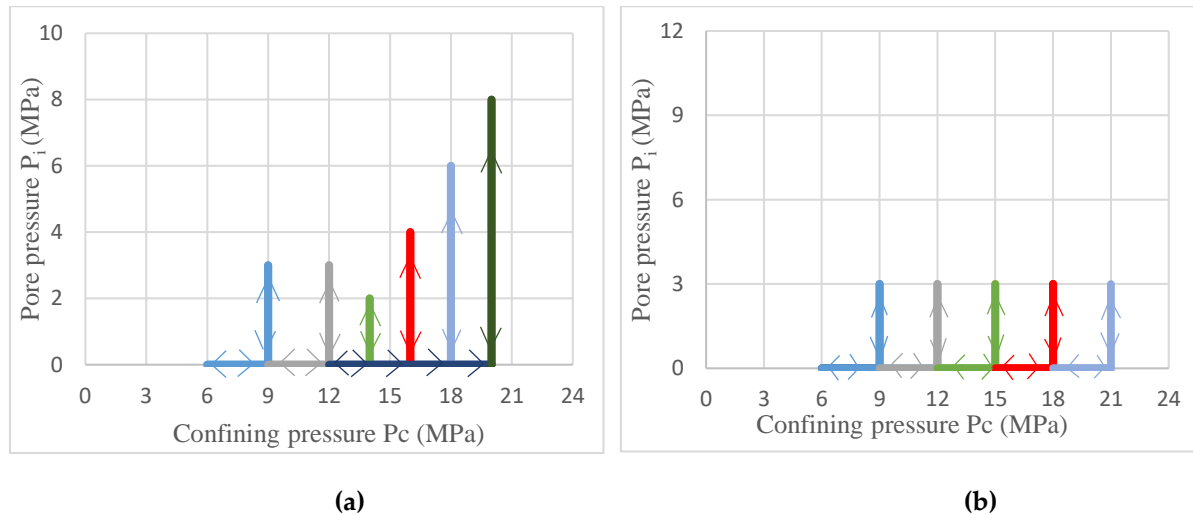 10
8
6
4
2
0
Pore pressure Pi (MPa)
0 3 6 9 12 15 18 21 24
Confining pressure Pc (MPa)
(a)
12
9
6
3
0
Pore pressure Pi (MPa)
0 3 6 9 12 15 18 21 24
Confining pressure Pc (MPa)
(b)